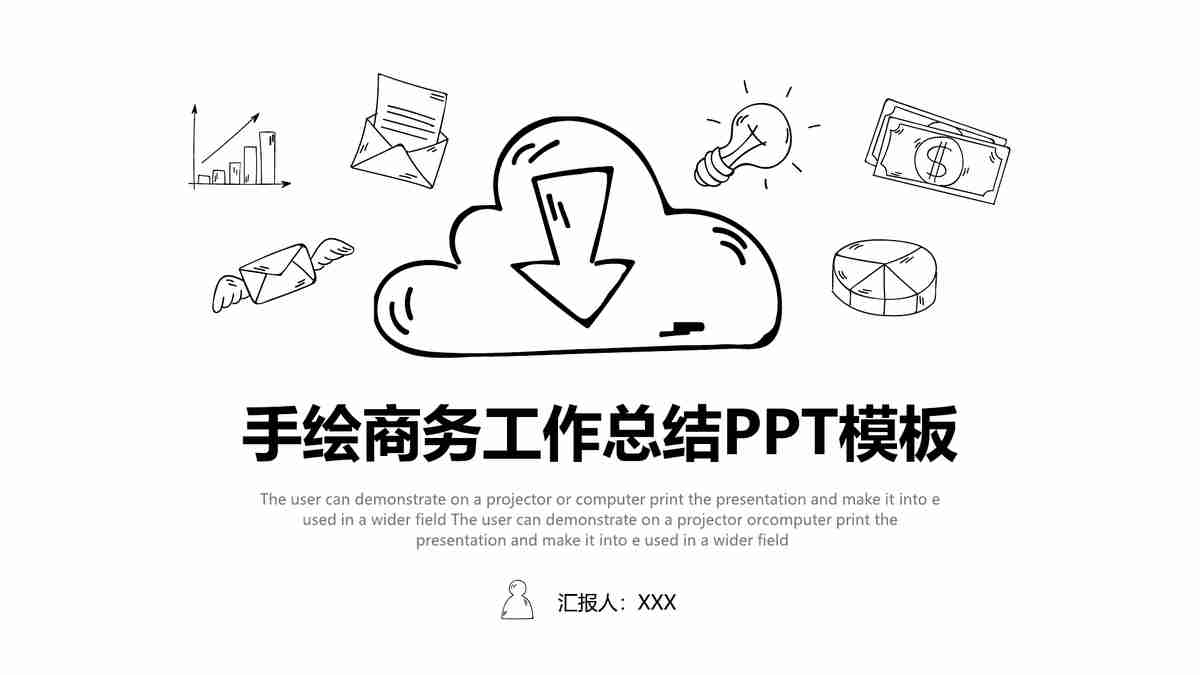 手绘商务工作总结PPT模板
The user can demonstrate on a projector or computer print the presentation and make it into e
used in a wider field The user can demonstrate on a projector orcomputer print the
presentation and make it into e used in a wider field
汇报人：XXX